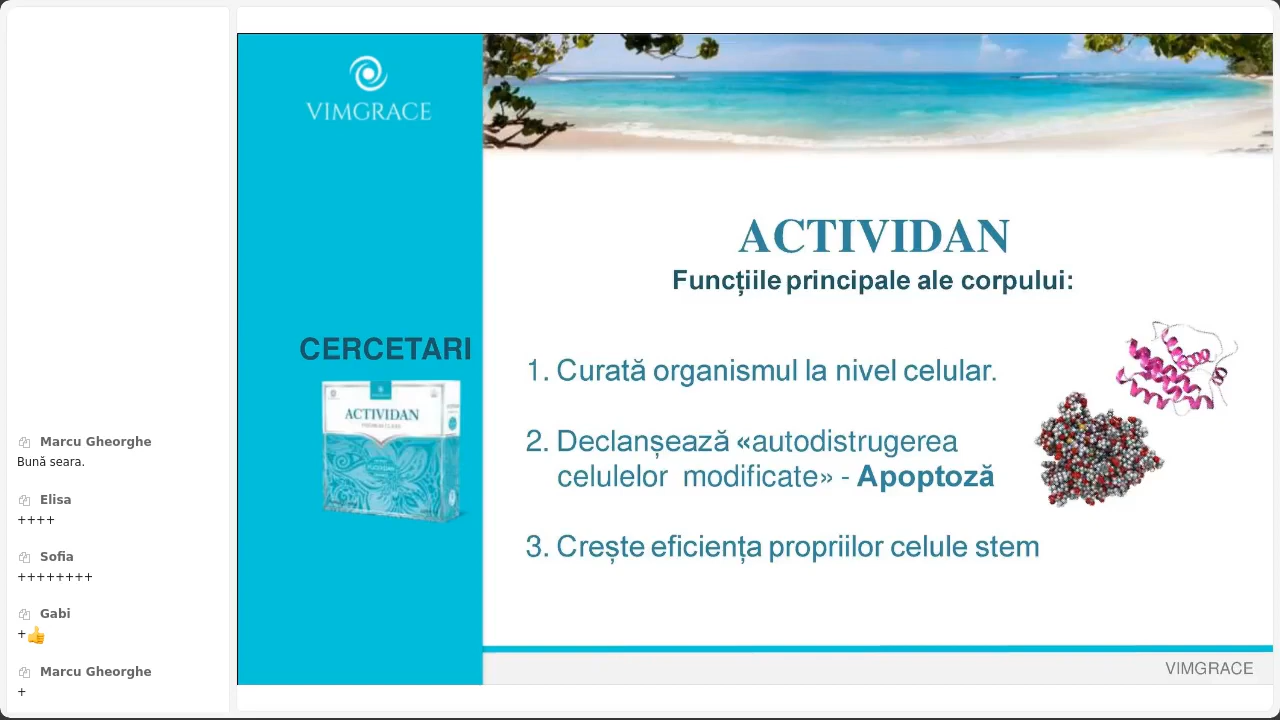 Marcu Gheorghe
Bună seara.
Elisa
++++
Sofia
++++++++
Gabi
+👍
Marcu Gheorghe
+
VIMGRACE
CERCETARI
ACTIVIDAN
ACTIVIDAN
Funcțiile principale ale corpului:
1. Curată organismul la nivel celular.
2. Declanșează «autodistrugerea
celulelor modificate» - Apoptoză
3. Crește eficiența propriilor celule stem
VIMGRACE